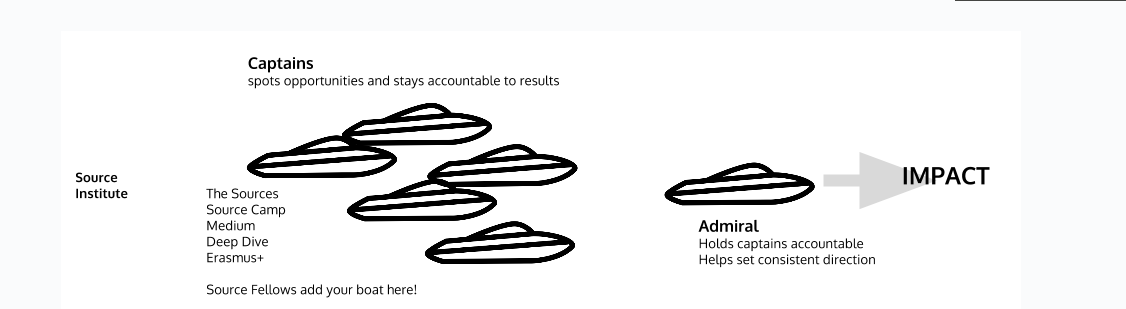 Captains
spots opportunities and stays accountable to results
Source
Institute
The Sources
Source Camp
Medium
Deep Dive
Erasmus+
Source Fellows add your boat here!
IMPACT
Admiral
Holds captains accountable
Helps set consistent direction